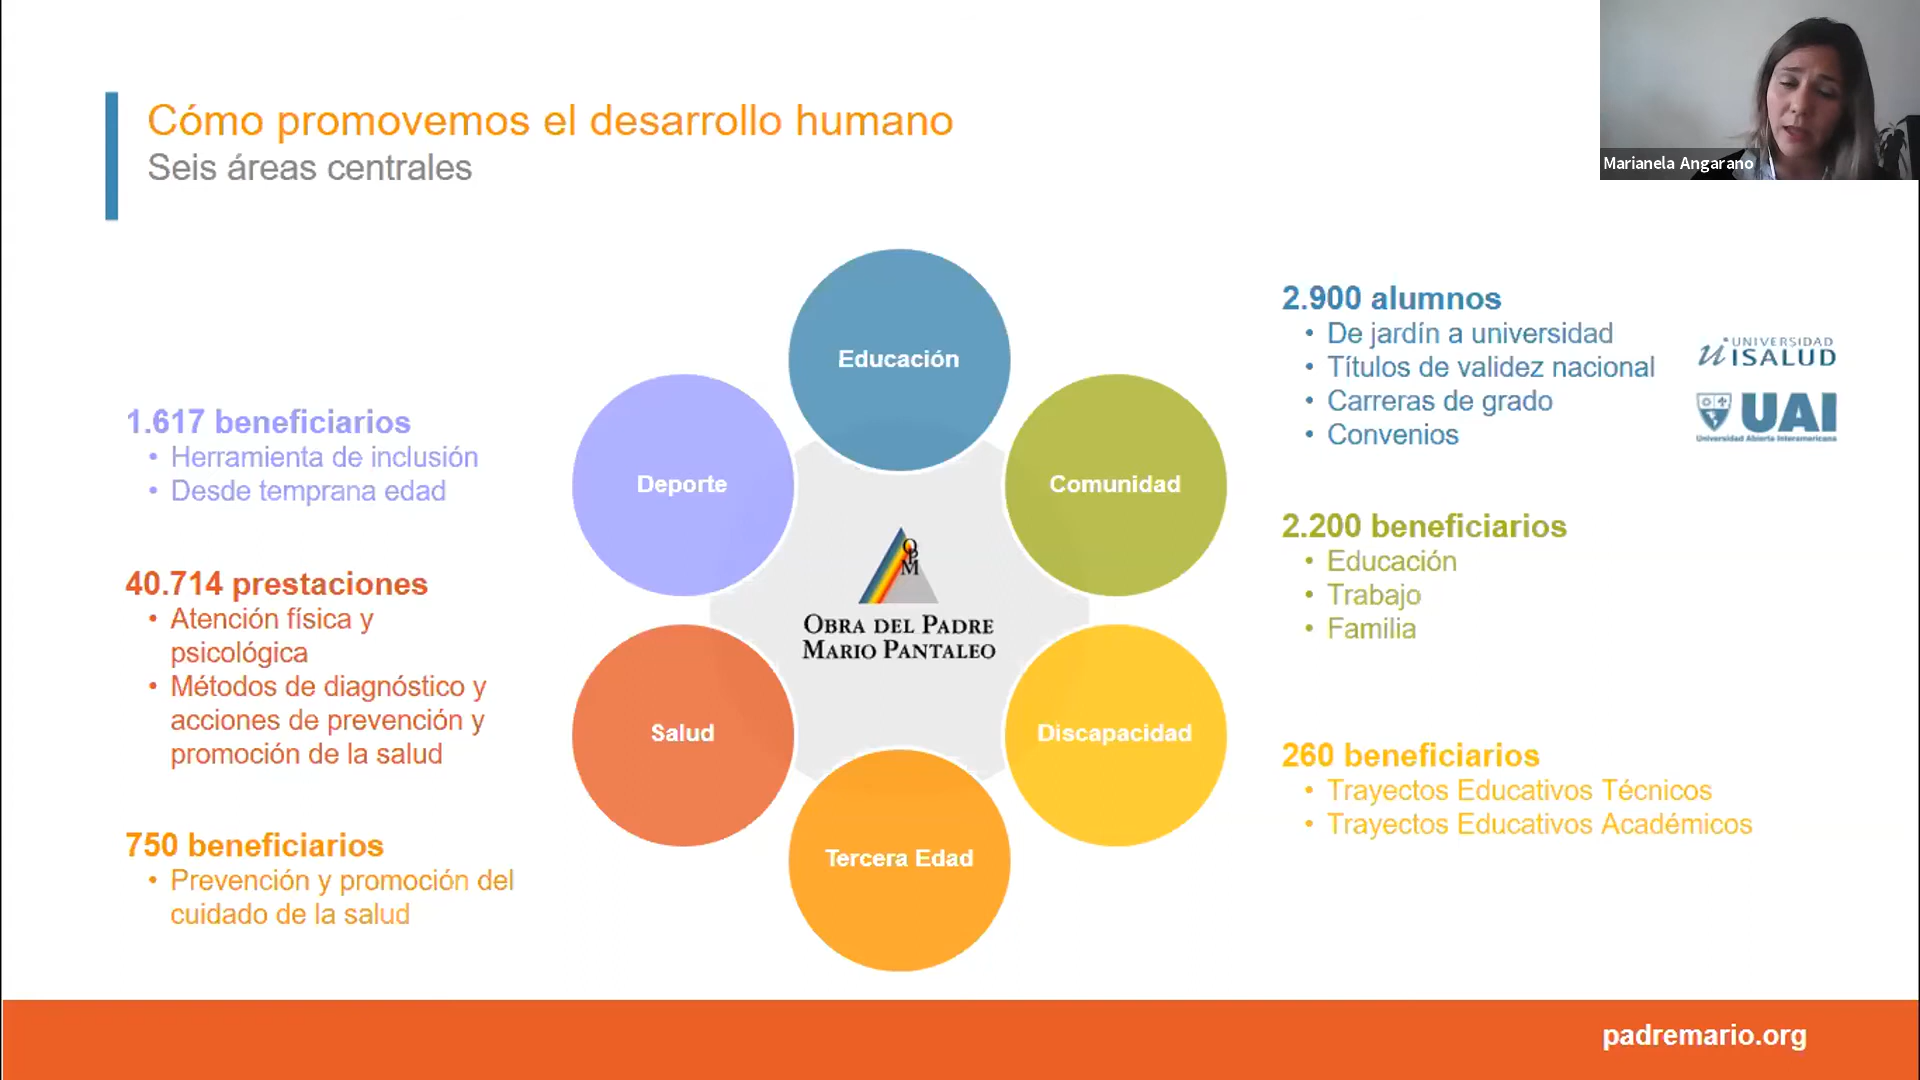 Cómo promovemos el desarrollo humano
Seis áreas centrales
Marianela Angarano
1.617 beneficiarios
• Herramienta de inclusión
• Desde temprana edad
40.714 prestaciones
• Atención física y
psicológica
• Métodos de diagnóstico y
acciones de prevención y
promoción de la salud
750 beneficiarios
• Prevención y promoción del
cuidado de la salud
Educación
Deporte
Comunidad
OPM
OBRA DEL PADRE
MARIO PANTALEO
Salud
Discapacidad
Tercera Edad
2.900 alumnos
• De jardín a universidad
• Títulos de validez nacional
• Carreras de grado
• Convenios
UNIVERSIDAD
ISALUD
UAI
Universidad Abierta Interamericana
2.200 beneficiarios
• Educación
• Trabajo
• Familia
260 beneficiarios
• Trayectos Educativos Técnicos
• Trayectos Educativos Académicos
padremario.org